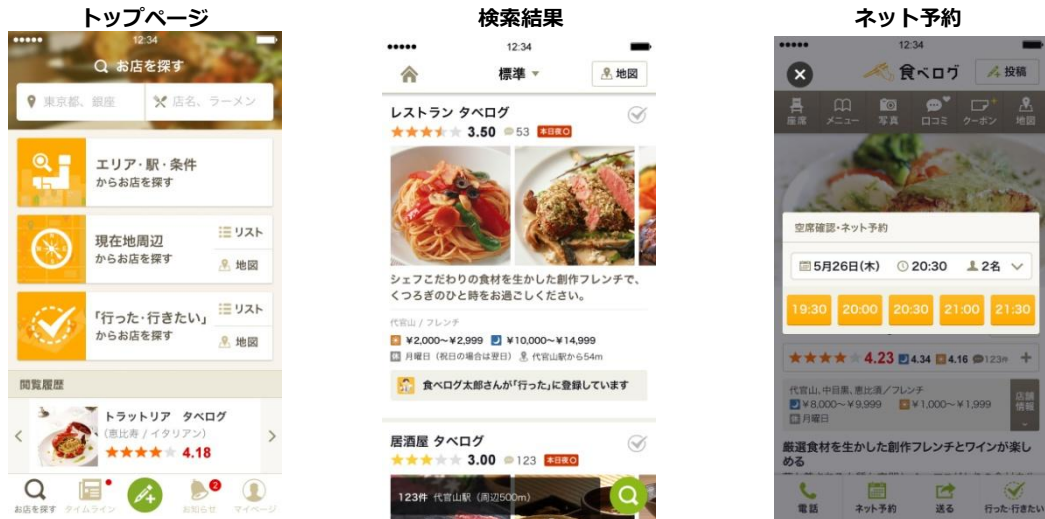 トップページ
12:34
お店を探す
東京都、銀座
店名、ラーメン
エリア・駅・条件
からお店を探す
現在地周辺
からお店を探す
リスト
地図
「行った・行きたい」
からお店を探す
リスト
地図
閲覧履歴
トラットリア タベログ
（恵比寿 / イタリアン）
4.18
お店を探す
タイムライン
お知らせ
2
マイページ
検索結果
12:34
標準
地図
レストラン タベログ
3.50 53 本日夜○
シェフこだわりの食材を生かした創作フレンチで、
くつろぎのひと時をお過ごしください。
代官山 / フレンチ
¥2,000～¥2,999 ¥10,000～¥14,999
休 月曜日（祝日の場合は翌日） 代官山駅から54m
食べログ太郎さんが「行った」に登録しています
居酒屋 タベログ
3.00 123 本日夜○
123件 代官山駅（周辺500m）
ネット予約
12:34
食べログ
投稿
座席
メニュー
写真
口コミ
クーポン
地図
空席確認・ネット予約
5月26日(木) 20:30 2名
19:30 20:00 20:30 21:00 21:30
4.23 4.34 4.16 123件
代官山、中目黒、恵比須／フレンチ
¥8,000～¥9,999 ¥1,000～¥1,999
月曜日
店舗
情報
厳選食材を生かした創作フレンチとワインが楽し
める
電話
ネット予約
送る
行った・行きたい